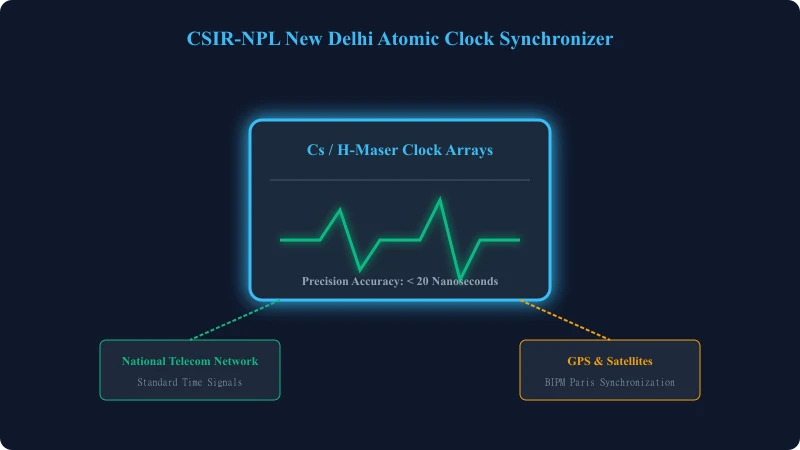 CSIR-NPL New Delhi Atomic Clock Synchronizer
Cs / H-Maser Clock Arrays
Precision Accuracy: < 20 Nanoseconds
National Telecom Network
Standard Time Signals
GPS & Satellites
BIPM Paris Synchronization